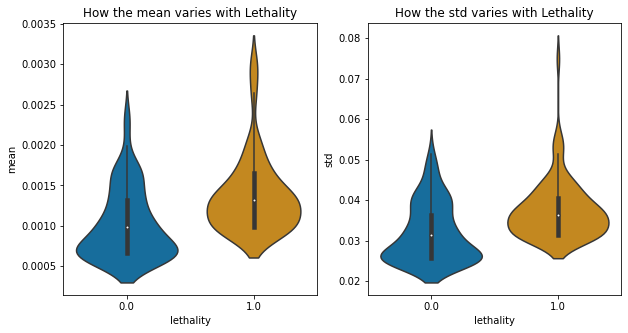 How the mean varies with Lethality
0.0035
0.0030
0.0025
0.0020
0.0015
0.0010
0.0005
mean
0.0 1.0
lethality
How the std varies with Lethality
0.08
0.07
0.06
0.05
0.04
0.03
0.02
std
0.0 1.0
lethality